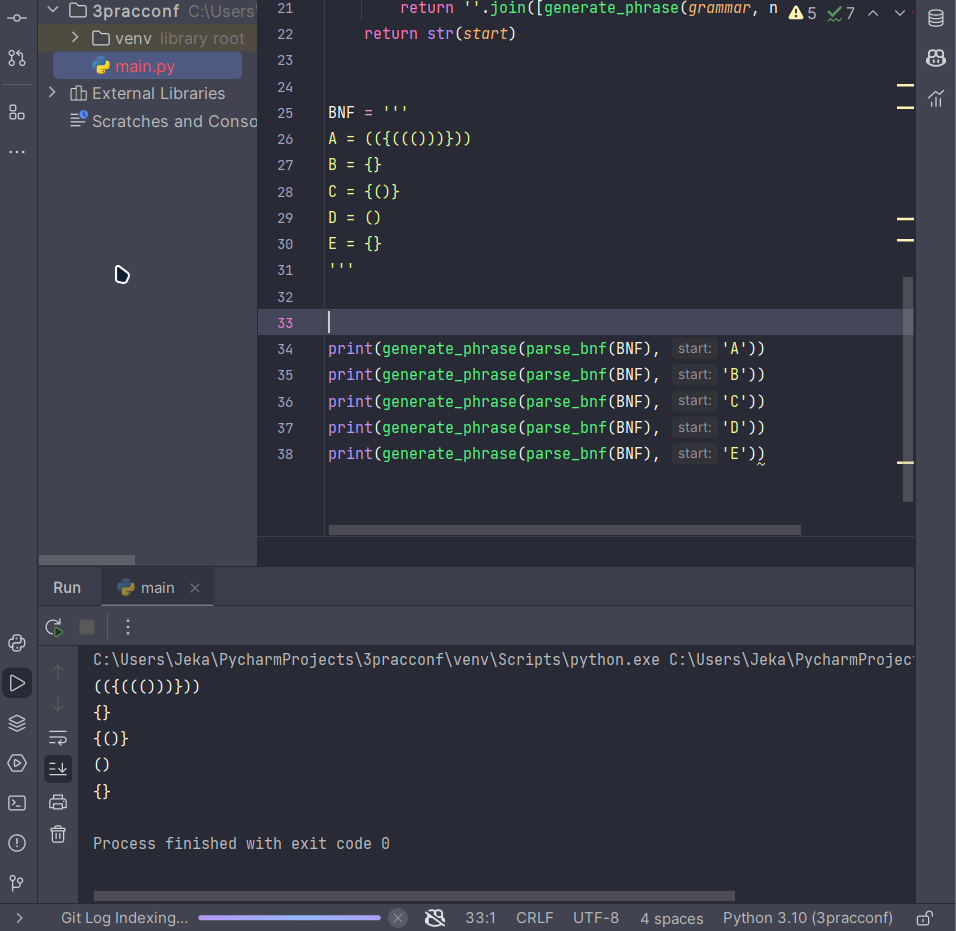 3pracconf C:\Users\
venv library root
main.py
External Libraries
Scratches and Conso
5 7
21 return ''.join([generate_phrase(grammar, n
22 return str(start)
23
24
25 BNF = '''
26 A = (({((()))}))
27 B = {}
28 C = {()}
29 D = ()
30 E = {}
31 '''
32
33
34 print(generate_phrase(parse_bnf(BNF), start: 'A'))
35 print(generate_phrase(parse_bnf(BNF), start: 'B'))
36 print(generate_phrase(parse_bnf(BNF), start: 'C'))
37 print(generate_phrase(parse_bnf(BNF), start: 'D'))
38 print(generate_phrase(parse_bnf(BNF), start: 'E'))
Run main
C:\Users\Jeka\PycharmProjects\3pracconf\venv\Scripts\python.exe C:\Users\Jeka\PycharmProjec
(({((()))}))
{}
{()}
()
{}
Process finished with exit code 0
Git Log Indexing... 33:1 CRLF UTF-8 4 spaces Python 3.10 (3pracconf)